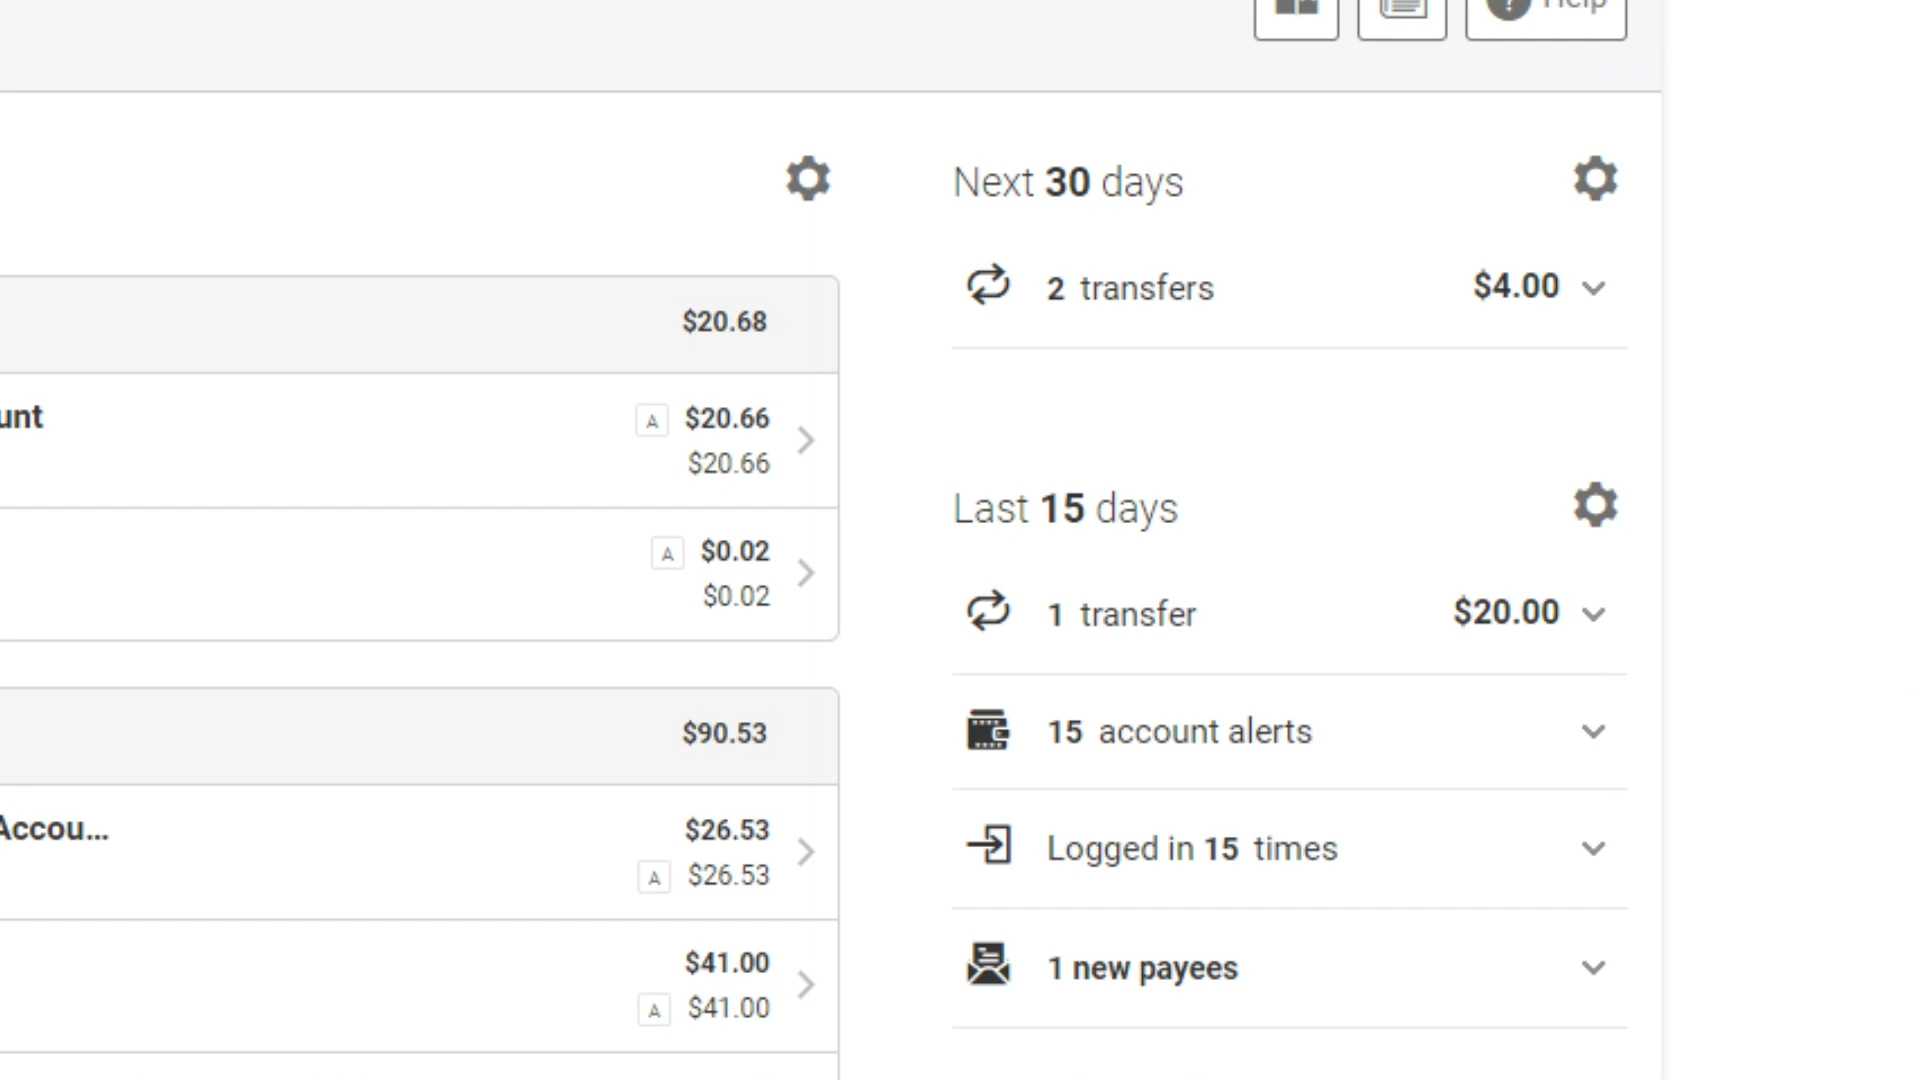 Help
Next 30 days
2 transfers $4.00
$20.68
unt
A $20.66
$20.66
A $0.02
$0.02
Last 15 days
1 transfer $20.00
15 account alerts
Logged in 15 times
1 new payees
$90.53
Accou...
$26.53
A $26.53
$41.00
A $41.00